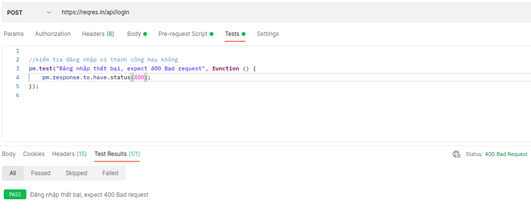 POST https://reqres.in/api/login
Params Authorization Headers (8) Body Pre-request Script Tests Settings
1
2 //kiểm tra đăng nhập có thành công hay không
3 pm.test("Đăng nhập thất bại, expect 400 Bad request", function () {
4 pm.response.to.have.status(400);
5 });
6
Body Cookies Headers (15) Test Results (1/1) Status: 400 Bad Request
All Passed Skipped Failed
PASS Đăng nhập thất bại, expect 400 Bad request